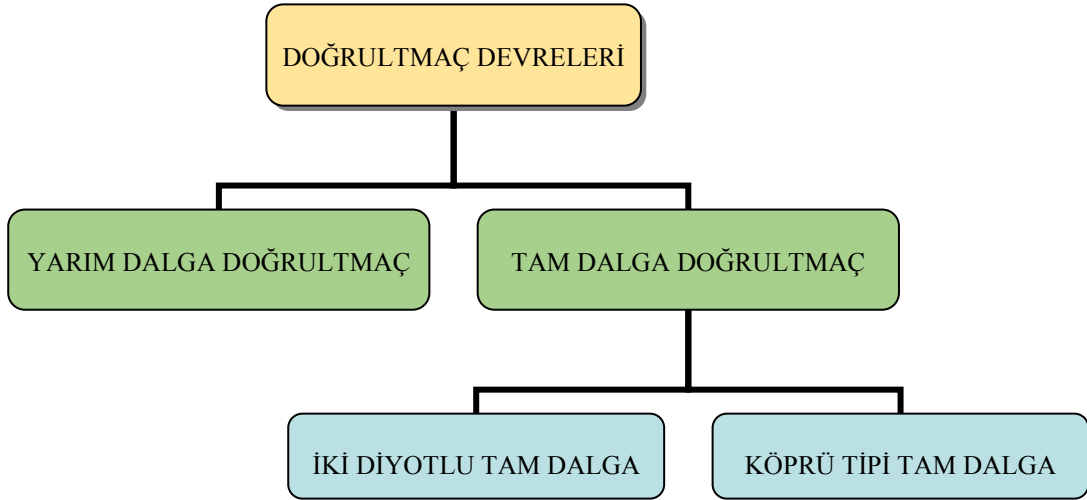 DOĞRULTMAÇ DEVRELERİ
YARIM DALGA DOĞRULTMAÇ
TAM DALGA DOĞRULTMAÇ
İKİ DİYOTLU TAM DALGA
KÖPRÜ TİPİ TAM DALGA